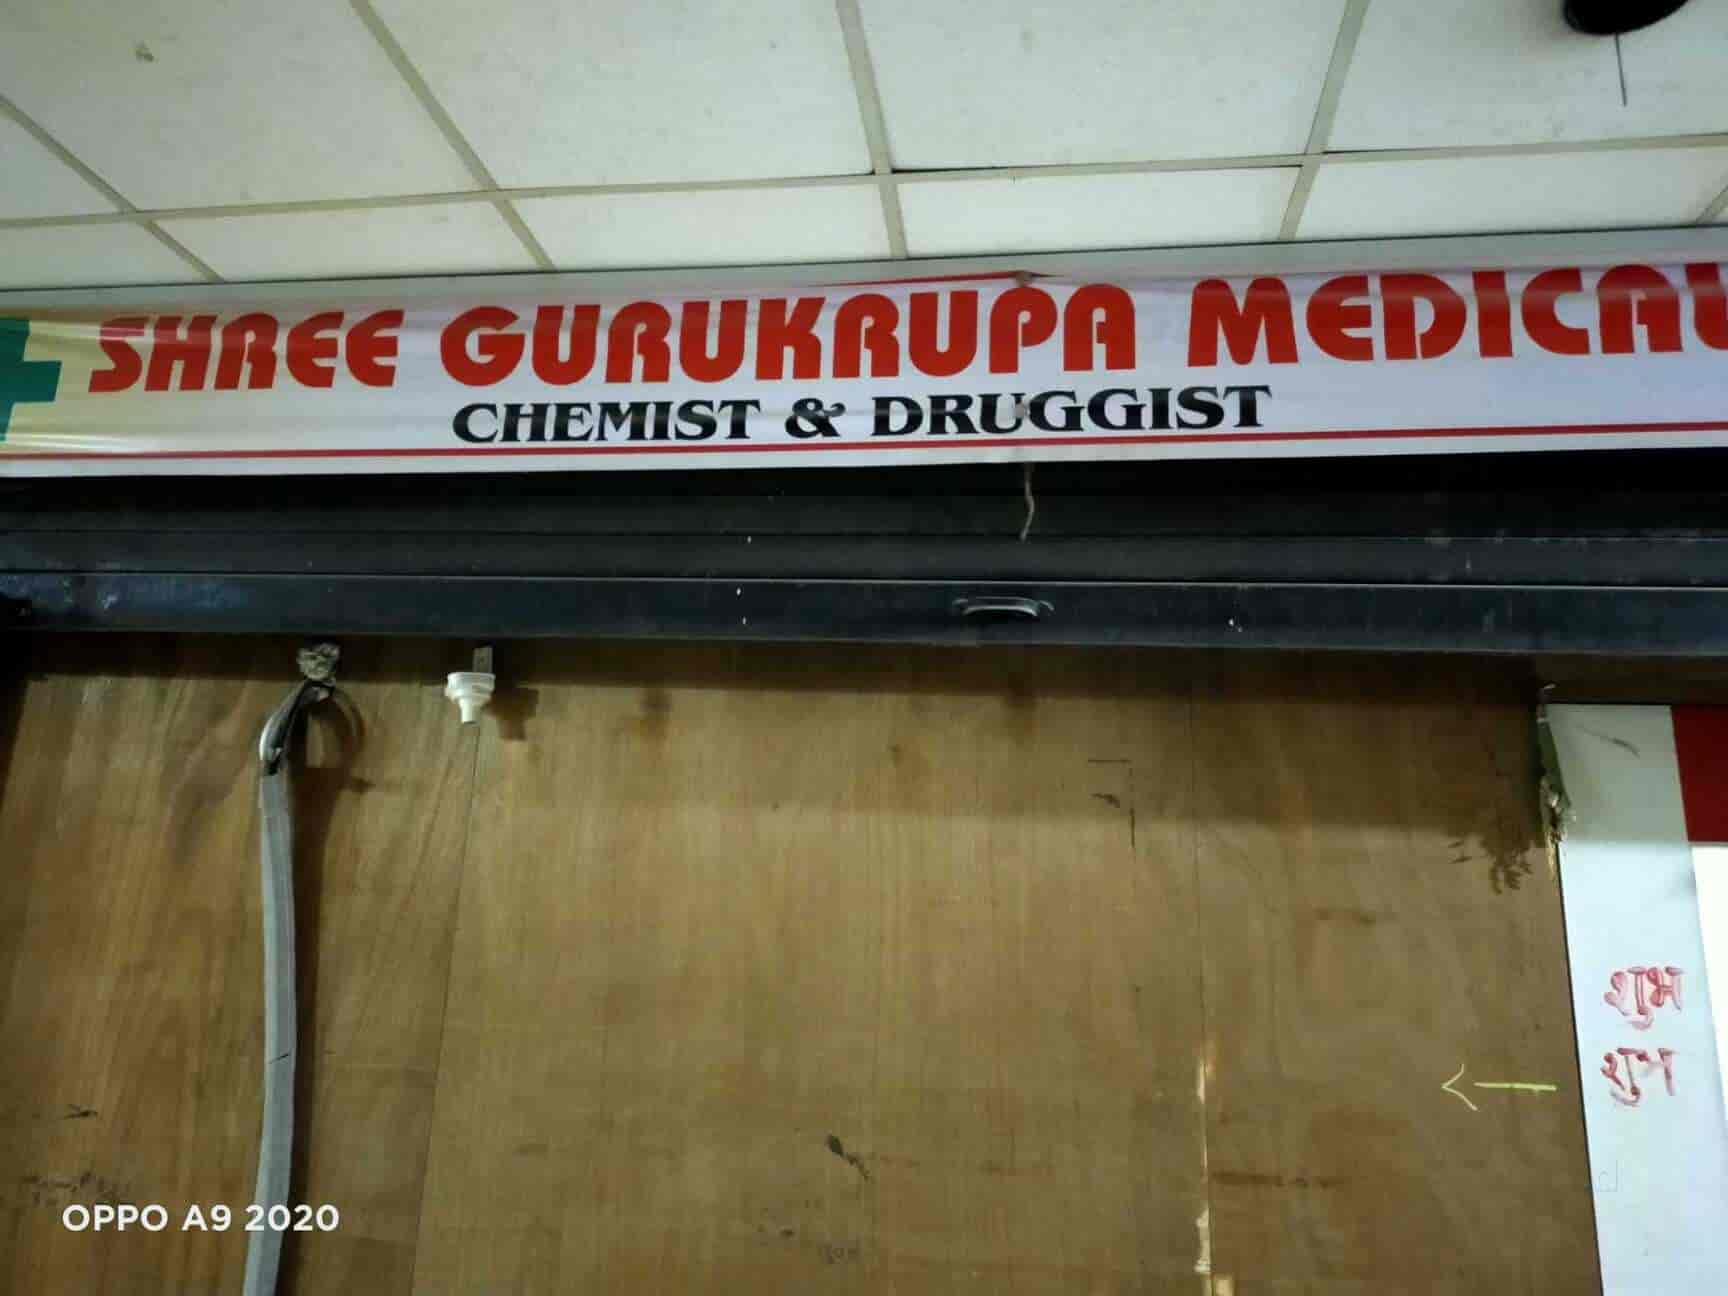 SHREE GURUKRUPA MEDICAL
CHEMIST & DRUGGIST
शुभ
शुभ
OPPO A9 2020